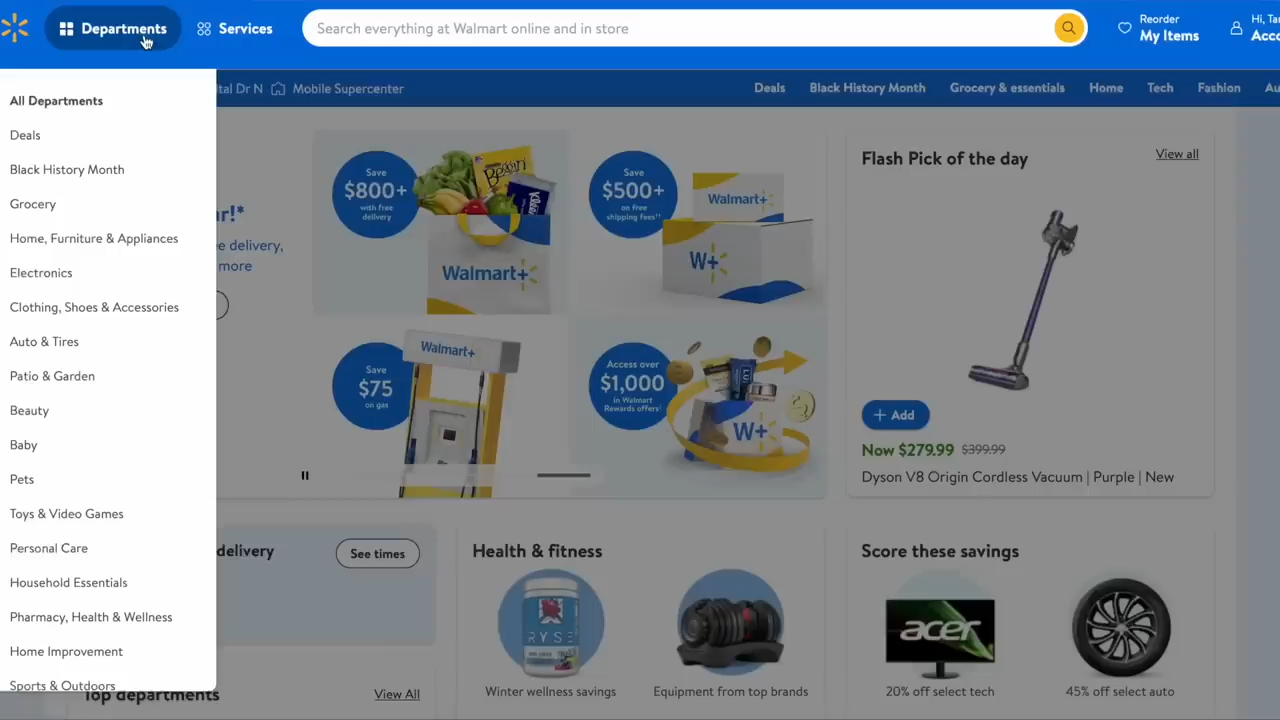 Departments
Services
Search everything at Walmart online and in store
Reorder
My Items
Hi, Ta
Acco
tal Dr N
Mobile Supercenter
Deals
Black History Month
Grocery & essentials
Home
Tech
Fashion
Au
All Departments
Deals
Black History Month
Grocery
Home, Furniture & Appliances
Electronics
Clothing, Shoes & Accessories
Auto & Tires
Patio & Garden
Beauty
Baby
Pets
Toys & Video Games
Personal Care
Household Essentials
Pharmacy, Health & Wellness
Home Improvement
Sports & Outdoors
ar!*
e delivery,
more
Save
$800+
with free
delivery
Walmart+
Save
$500+
on free
shipping fees
Walmart+
W+
Save
$75
on gas
Walmart+
Access over
$1,000
in Walmart
Rewards offers
W+
Flash Pick of the day
View all
Add
Now $279.99 $399.99
Dyson V8 Origin Cordless Vacuum | Purple | New
delivery
See times
Top departments
View All
Health & fitness
RYSE
Winter wellness savings
Equipment from top brands
Score these savings
acer
20% off select tech
45% off select auto